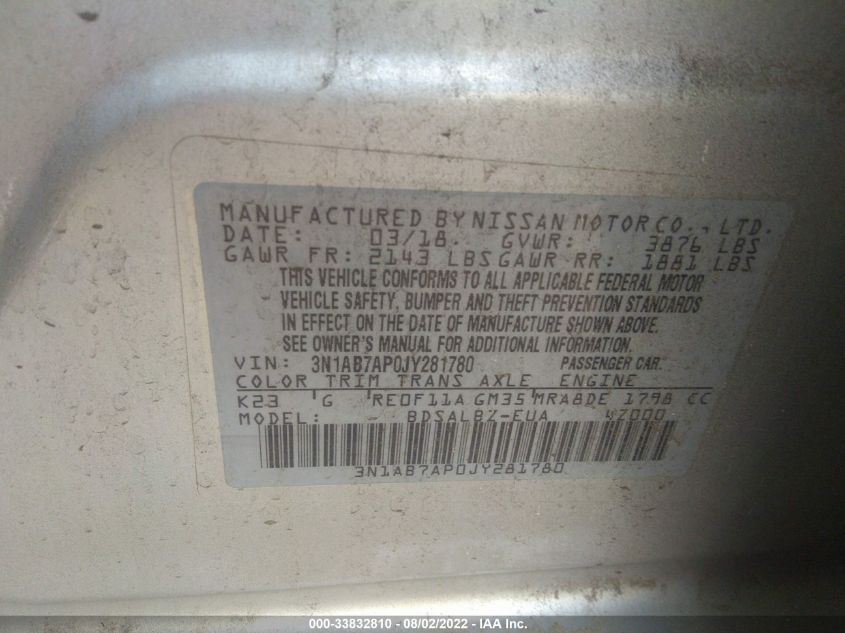 MANUFACTURED BY NISSAN MOTOR CO., LTD.
DATE: 03/18. GVWR: 3876 LBS
GAWR FR: 2143 LBS GAWR RR: 1881 LBS
THIS VEHICLE CONFORMS TO ALL APPLICABLE FEDERAL MOTOR
VEHICLE SAFETY, BUMPER AND THEFT PREVENTION STANDARDS
IN EFFECT ON THE DATE OF MANUFACTURE SHOWN ABOVE.
SEE OWNER'S MANUAL FOR ADDITIONAL INFORMATION.
VIN: 3N1AB7AP0JY281780 PASSENGER CAR.
COLOR TRIM TRANS AXLE ENGINE
K23 G RE0F11A GM35 MRA8DE 1798 CC
MODEL: BDSALBZ-EUA 47000
3N1AB7AP0JY281780
000-33832810 - 08/02/2022 - IAA Inc.